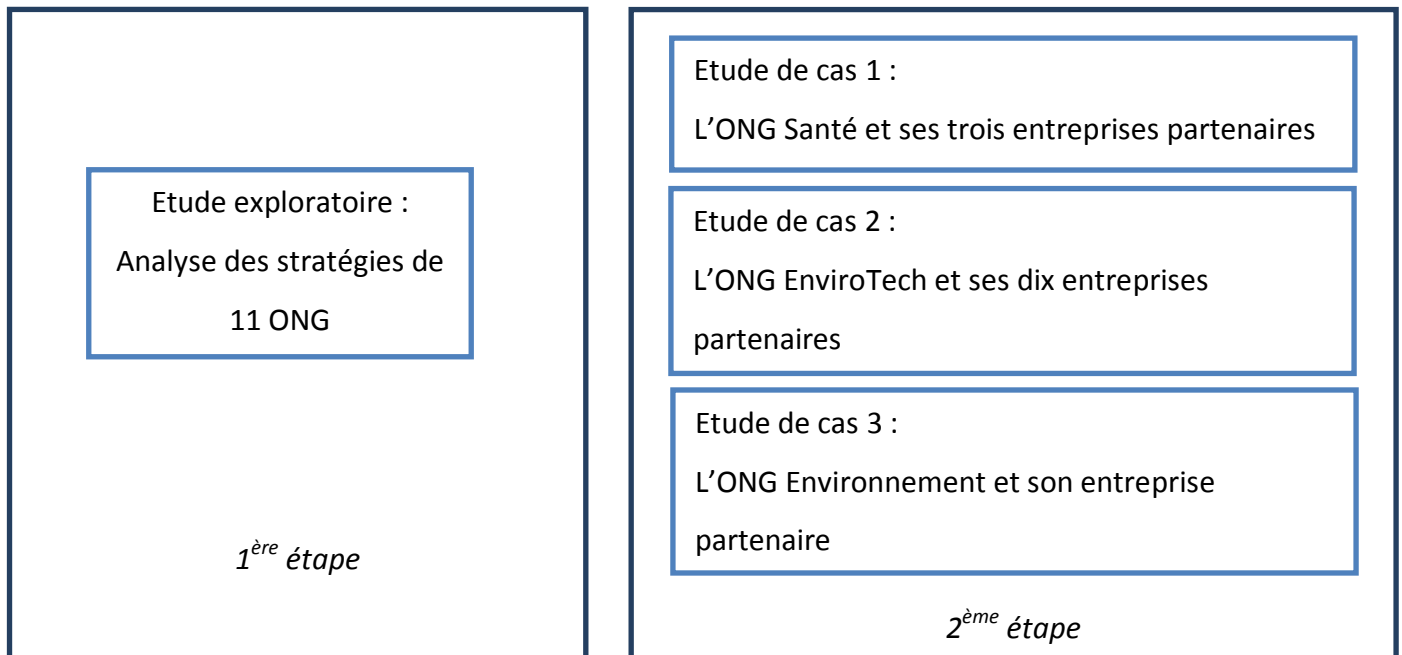 Etude exploratoire :
Analyse des stratégies de
11 ONG
1ère étape
Etude de cas 1 :
L’ONG Santé et ses trois entreprises partenaires
Etude de cas 2 :
L’ONG EnviroTech et ses dix entreprises
partenaires
Etude de cas 3 :
L’ONG Environnement et son entreprise
partenaire
2ème étape